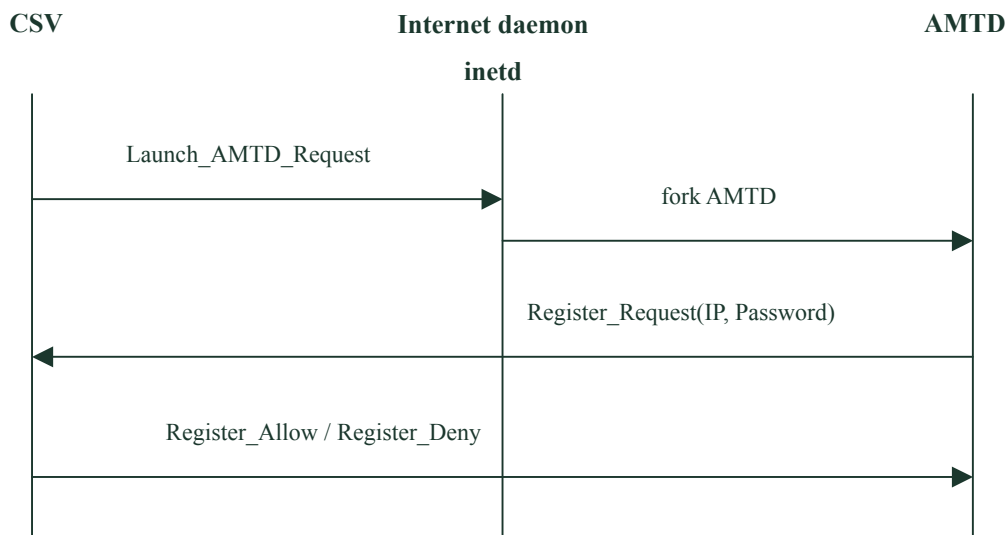 CSV
Internet daemon
AMTD
inetd
Launch_AMTD_Request
fork AMTD
Register_Request(IP, Password)
Register_Allow / Register_Deny